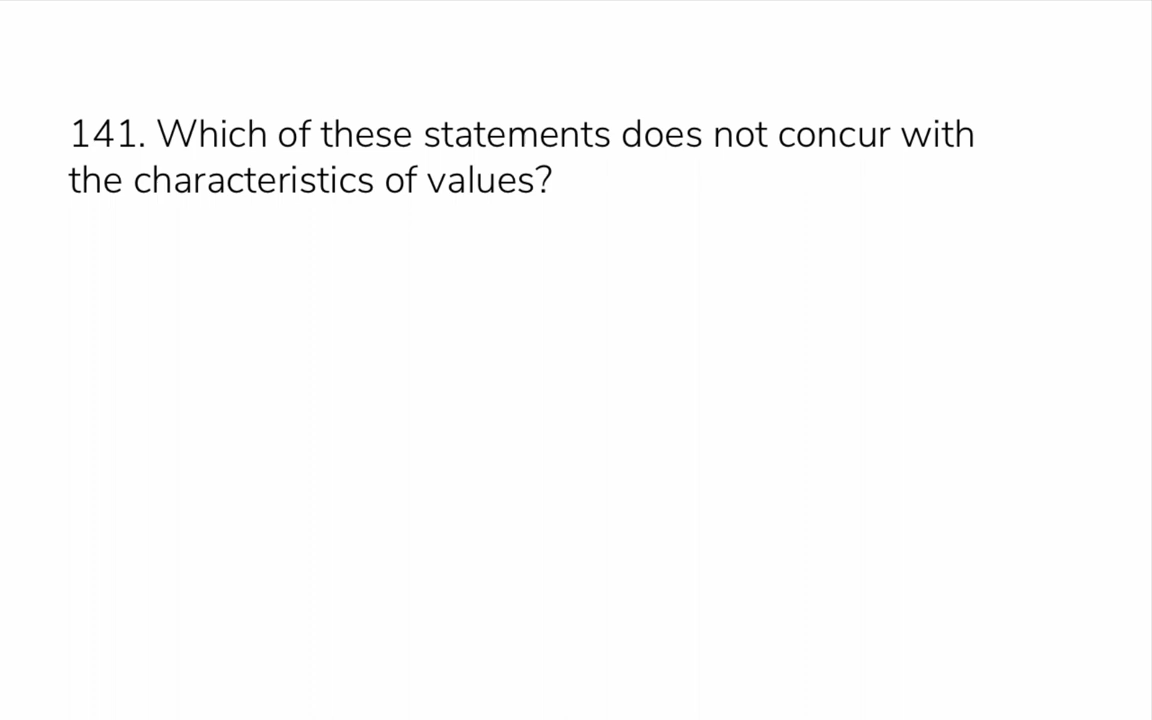 141. Which of these statements does not concur with
the characteristics of values?